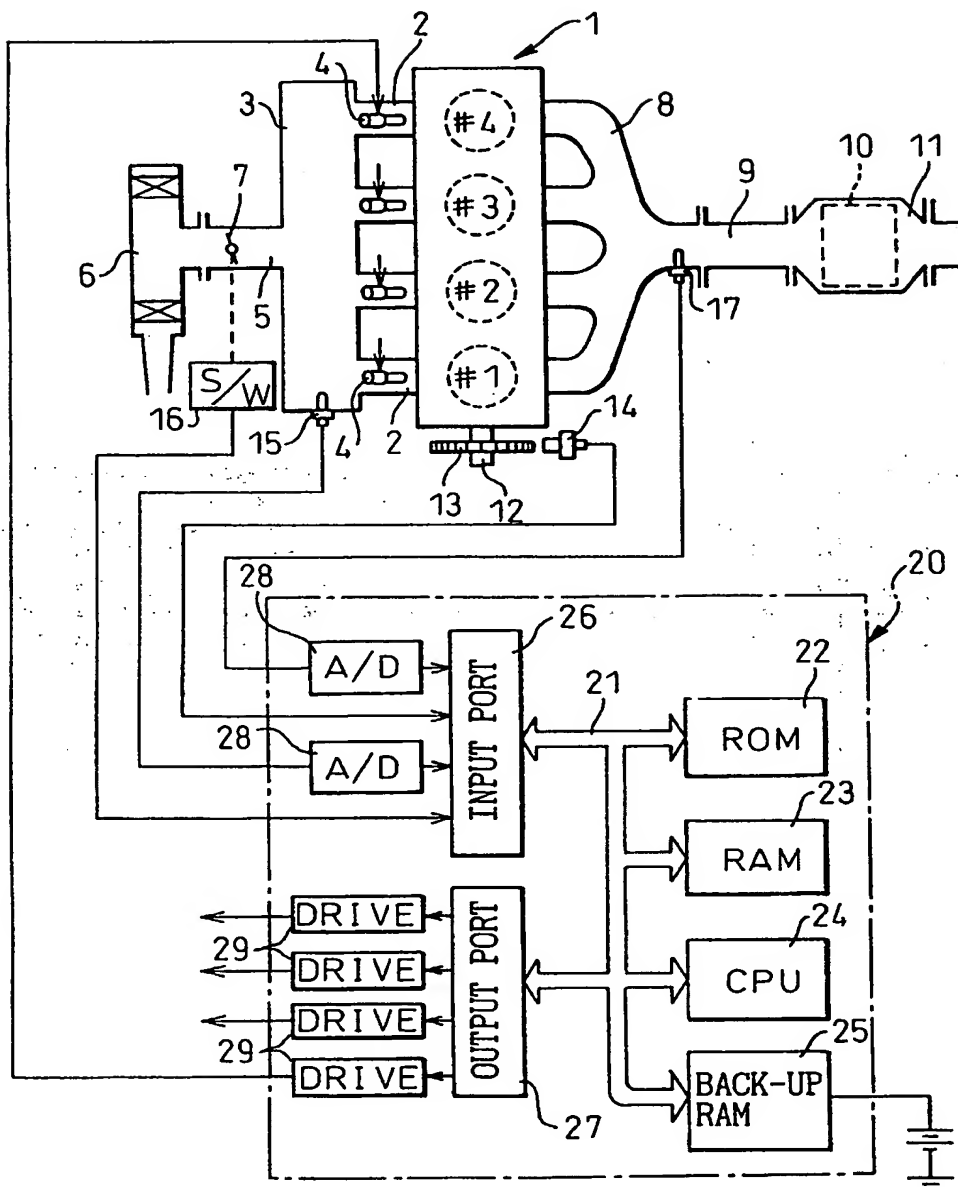 1
2
4
3
#4
8
10
11
7
9
#3
6
#2
5
17
#1
S/W
14
16
15
4
2
13
12
20
28
26
A/D
22
21
INPUT PORT
ROM
28
A/D
23
RAM
DRIVE
OUTPUT PORT
24
29
DRIVE
CPU
DRIVE
29
25
DRIVE
BACK-UP
RAM
27